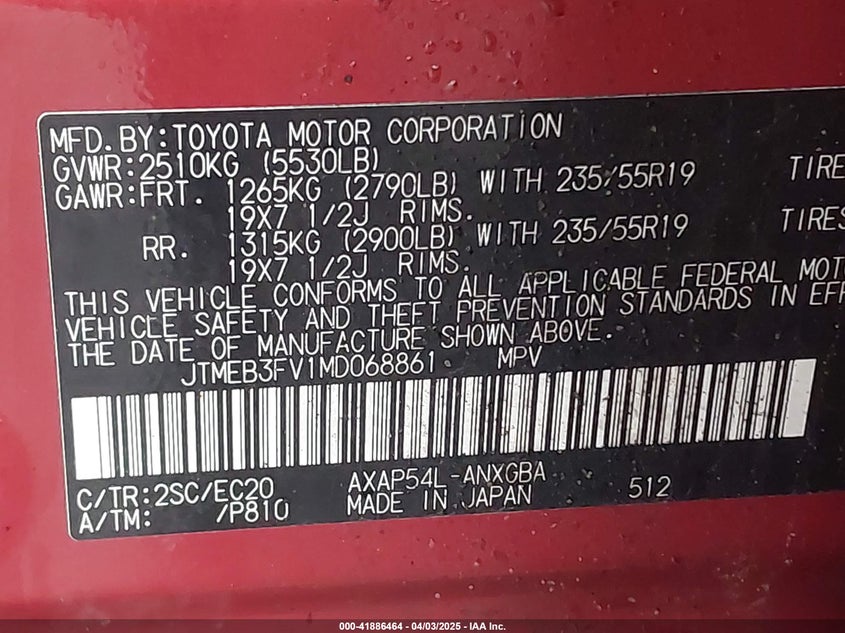 MFD.BY:TOYOTA MOTOR CORPORATION
GVWR:2510KG (5530LB)
GAWR:FRT. 1265KG (2790LB) WITH 235/55R19 TIRE
19X7 1/2J RIMS.
RR. 1315KG (2900LB) WITH 235/55R19 TIRES
19X7 1/2J RIMS.
THIS VEHICLE CONFORMS TO ALL APPLICABLE FEDERAL MOT
VEHICLE SAFETY AND THEFT PREVENTION STANDARDS IN EFF
THE DATE OF MANUFACTURE SHOWN ABOVE.
JTMEB3FV1MD068861 MPV
C/TR:2SC/EC20 AXAP54L-ANXGBA 512
A/TM: /P810 MADE IN JAPAN
000-41886464 - 04/03/2025 - IAA Inc.